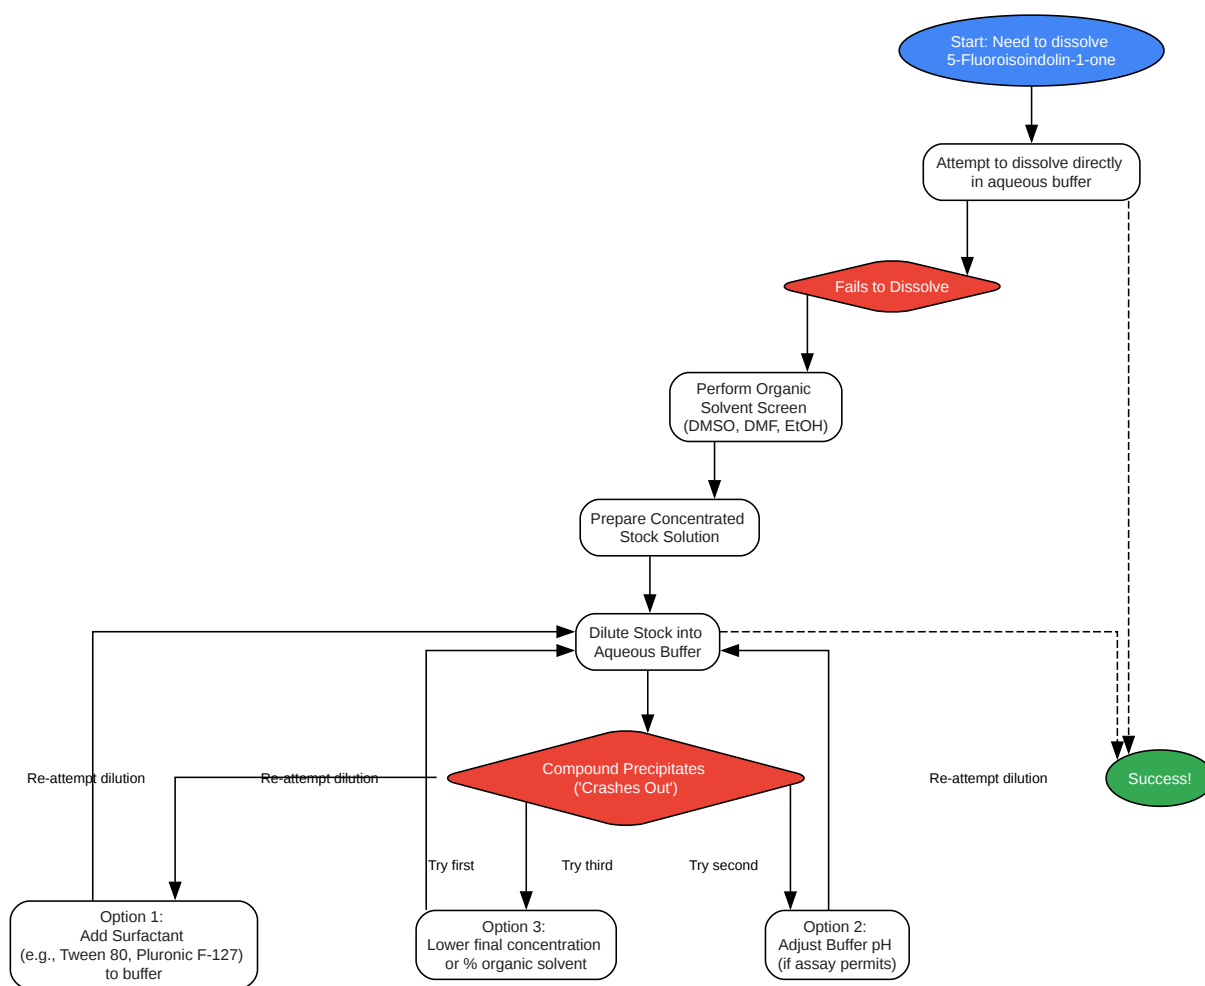 Start: Need to dissolve
5-Fluoroisoindolin-1-one
Attempt to dissolve directly
in aqueous buffer
Fails to Dissolve
Perform Organic
Solvent Screen
(DMSO, DMF, EtOH)
Prepare Concentrated
Stock Solution
Dilute Stock into
Aqueous Buffer
Compound Precipitates
('Crashes Out')
Re-attempt dilution
Re-attempt dilution
Re-attempt dilution
Success!
Try first
Try third
Try second
Option 1:
Add Surfactant
(e.g., Tween 80, Pluronic F-127)
to buffer
Option 3:
Lower final concentration
or % organic solvent
Option 2:
Adjust Buffer pH
(if assay permits)